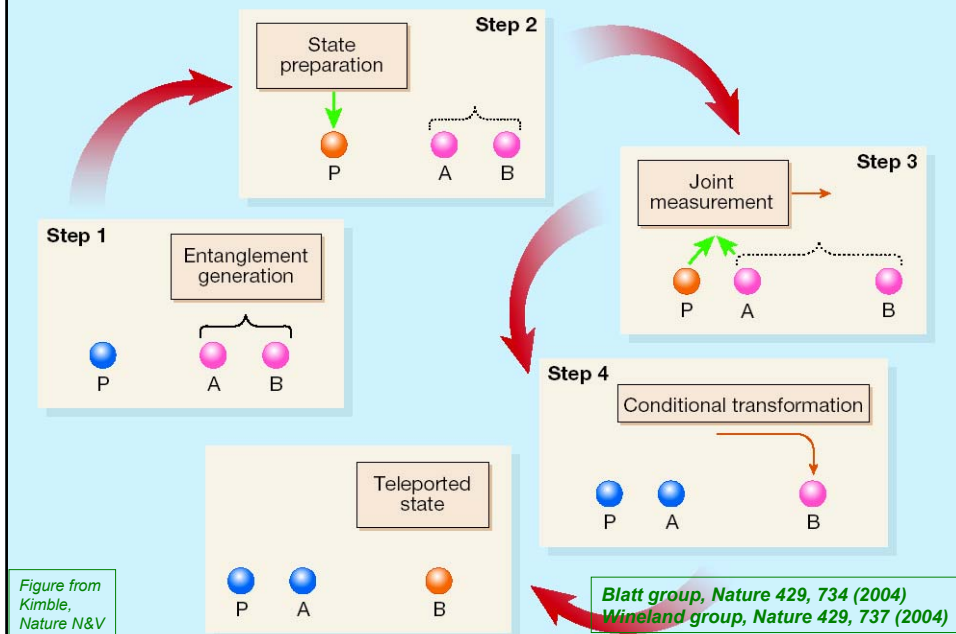 Step 1
Entanglement
generation
P
A
B
Step 2
State
preparation
P
A
B
Step 3
Joint
measurement
P
A
B
Step 4
Conditional transformation
P
A
B
Teleported
state
P
A
B
Figure from
Kimble,
Nature N&V
Blatt group, Nature 429, 734 (2004)
Wineland group, Nature 429, 737 (2004)